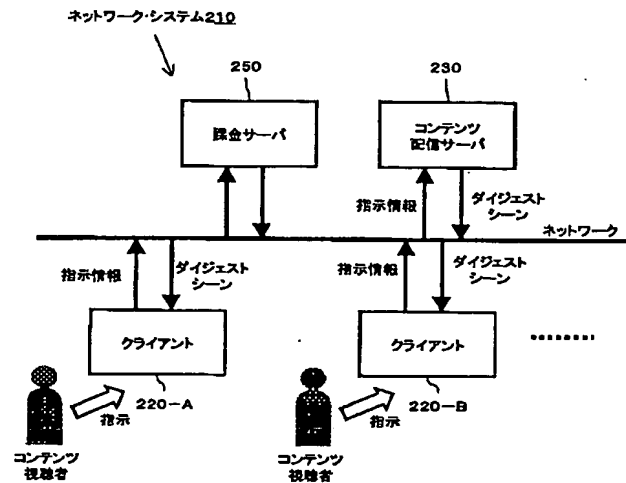 ネットワーク・システム210
250
230
課金サーバ
コンテンツ
配信サーバ
指示情報
指示情報
ダイジェスト
シーン
ネットワーク
指示情報
ダイジェスト
シーン
指示情報
ダイジェスト
シーン
クライアント
クライアント
220-A
220-B
指示
指示
コンテンツ
視聴者
コンテンツ
視聴者